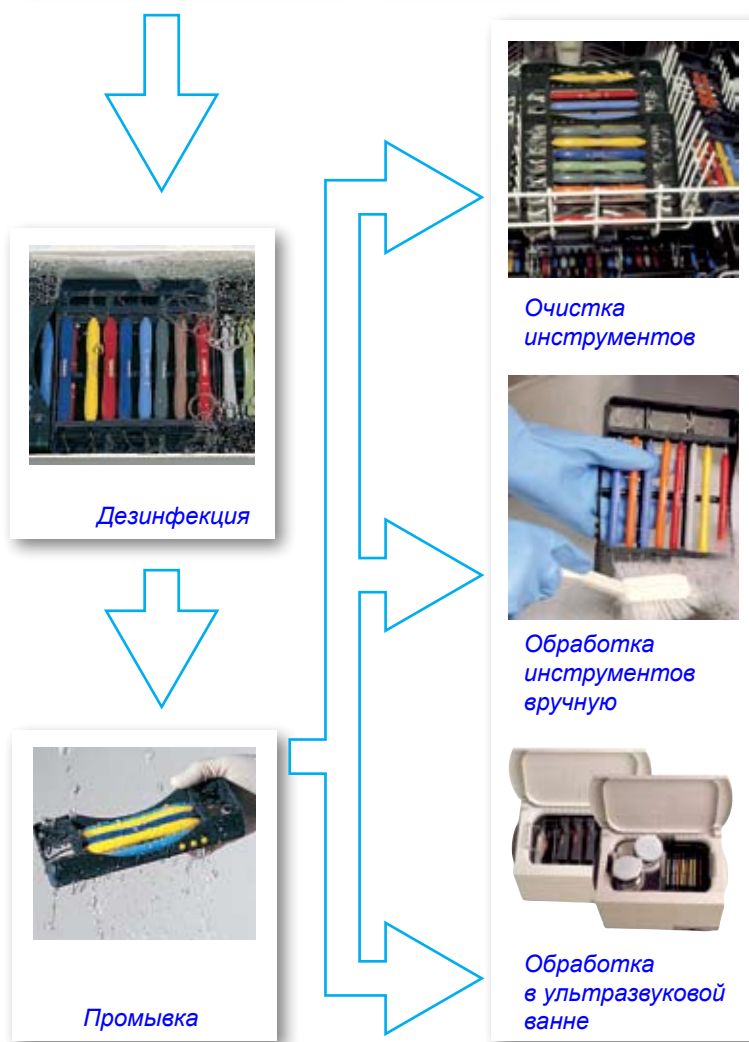 Дезинфекция
Промывка
Очистка
инструментов
Обработка
инструментов
вручную
Обработка
в ультразвуковой
ванне